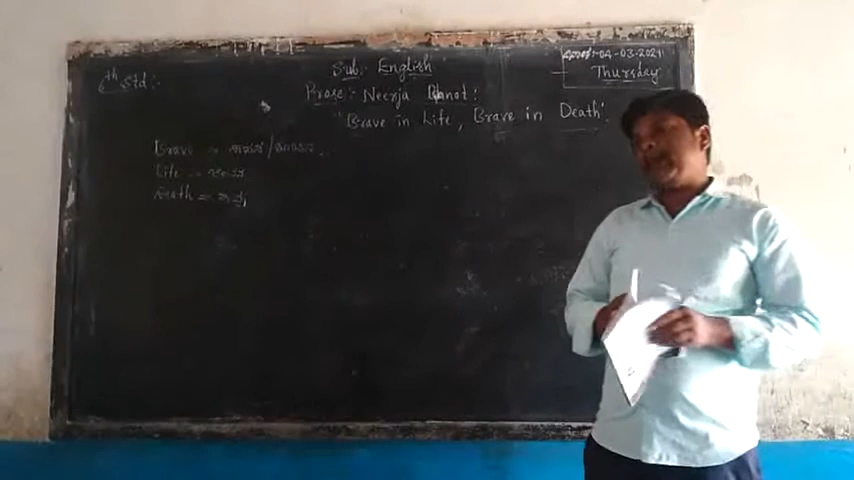 6th Std:-
Sub: English
04-03-2021
Thursday
Prose:- Neerja Bhanot:
"Brave in Life, Brave in Death".
Brave =
Life =
Death =